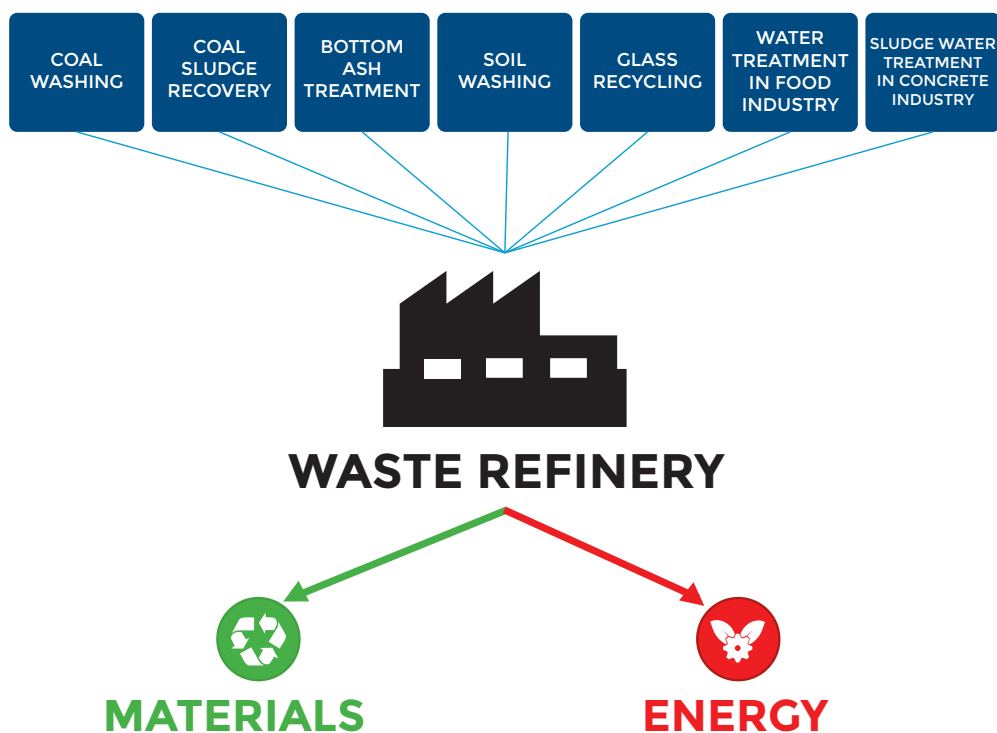 COAL
WASHING
COAL
SLUDGE
RECOVERY
BOTTOM
ASH
TREATMENT
SOIL
WASHING
GLASS
RECYCLING
WATER
TREATMENT
IN FOOD
INDUSTRY
SLUDGE WATER
TREATMENT
IN CONCRETE
INDUSTRY
WASTE REFINERY
MATERIALS
ENERGY